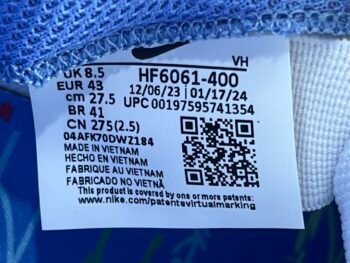 VH
UK 8.5 HF6061-400
EUR 43 12/06/23 01/17/24
cm 27.5 UPC 00197595741354
BR 41
CN 275(2.5)
04AFK70DWZ184
MADE IN VIETNAM
HECHO EN VIETNAM
FABRIQUE AU VIETNAM
FABRICADO NO VIETNÃ
This product is covered by one or more patents:
www.nike.com/patentsvirtualmarking